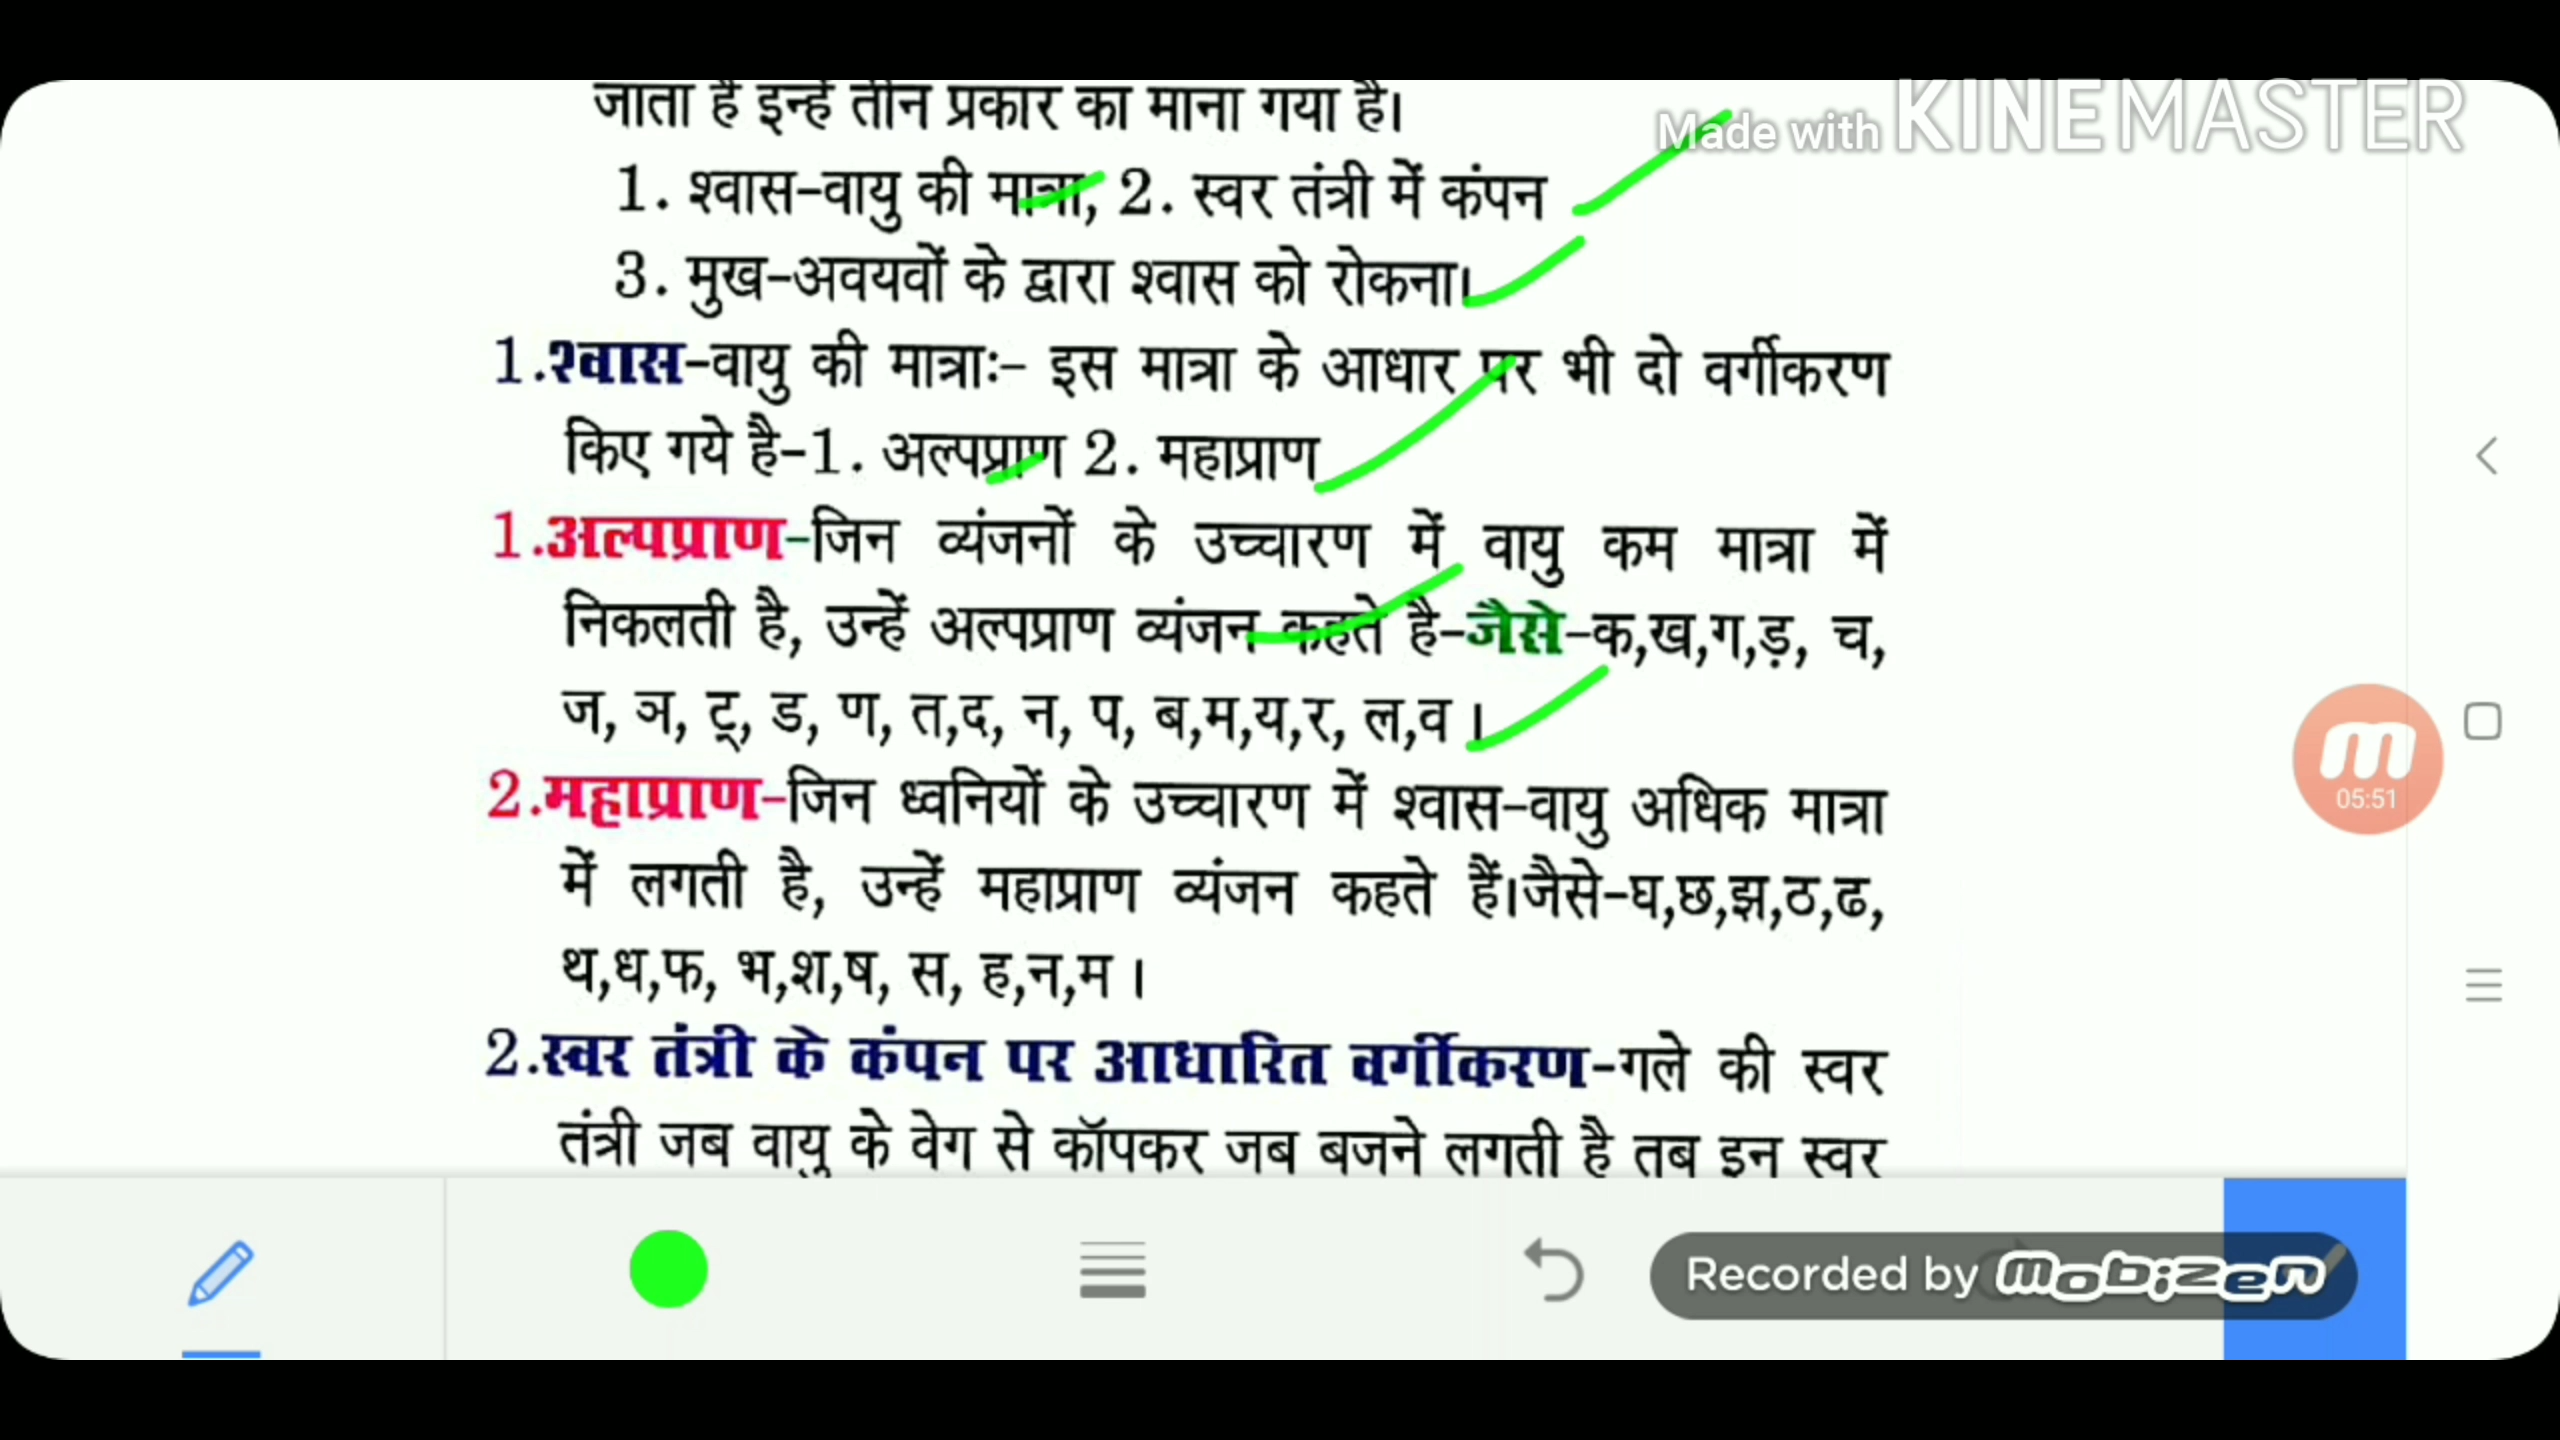 जाता है इन्हें तीन प्रकार का माना गया है।
Made with KINEMASTER
1. श्वास-वायु की मात्रा, 2. स्वर तंत्री में कंपन
3. मुख-अवयवों के द्वारा श्वास को रोकना।
1.श्वास-वायु की मात्राः- इस मात्रा के आधार पर भी दो वर्गीकरण
किए गये है-1. अल्पप्राण 2. महाप्राण
1.अल्पप्राण-जिन व्यंजनों के उच्चारण में वायु कम मात्रा में
निकलती है, उन्हें अल्पप्राण व्यंजन कहते है-जैसे-क,ख,ग,ड़, च,
ज, ञ, ट्, ड, ण, त,द, न, प, ब,म,य,र, ल,व ।
2.महाप्राण-जिन ध्वनियों के उच्चारण में श्वास-वायु अधिक मात्रा
में लगती है, उन्हें महाप्राण व्यंजन कहते हैं।जैसे-घ,छ,झ,ठ,ढ,
थ,ध,फ, भ,श,ष, स, ह,न,म ।
2.स्वर तंत्री के कंपन पर आधारित वर्गीकरण-गले की स्वर
तंत्री जब वायु के वेग से कॉपकर जब बजने लगती है तब इन स्वर
05:51
Recorded by mobizen